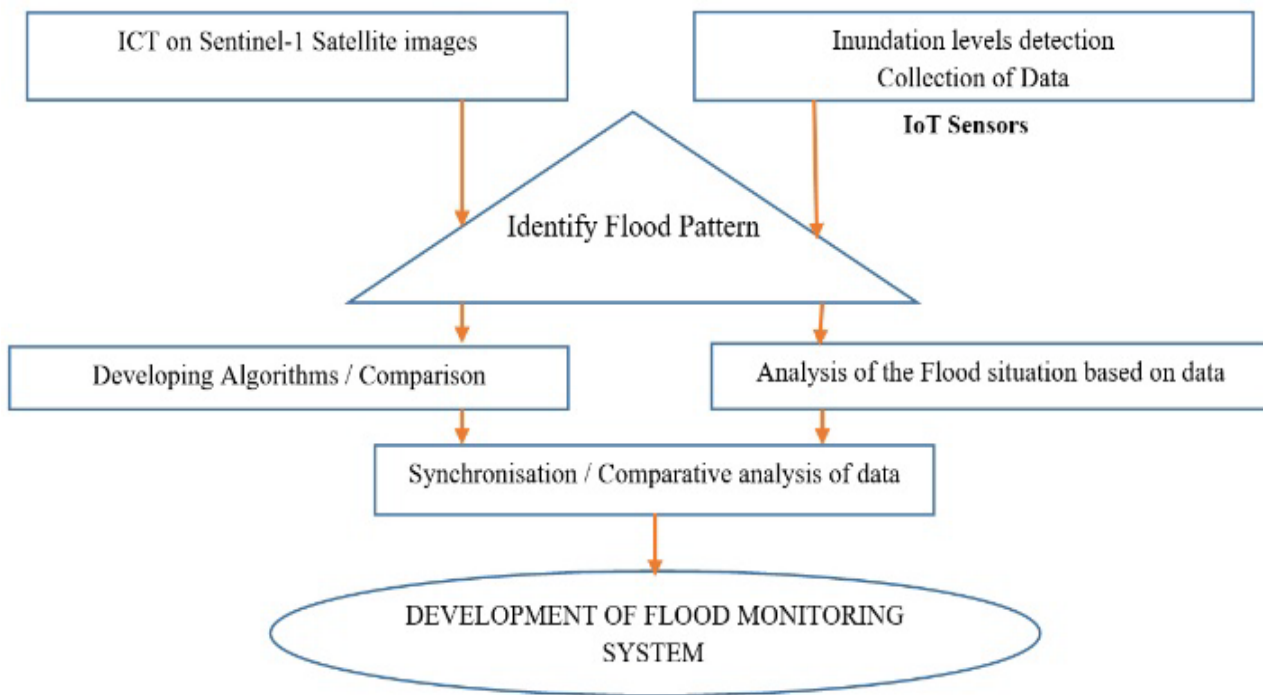 ICT on Sentinel-1 Satellite images
Inundation levels detection
Collection of Data
IoT Sensors
Identify Flood Pattern
Developing Algorithms / Comparison
Analysis of the Flood situation based on data
Synchronisation / Comparative analysis of data
DEVELOPMENT OF FLOOD MONITORING
SYSTEM